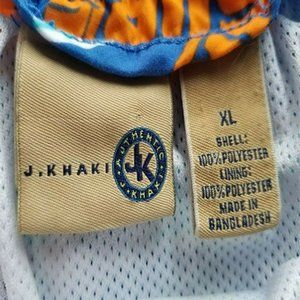 J.KHAKI
AUTHENTIC
JK
J.KHAKI
XL
SHELL:
100%POLYESTER
LINING:
100%POLYESTER
MADE IN
BANGLADESH